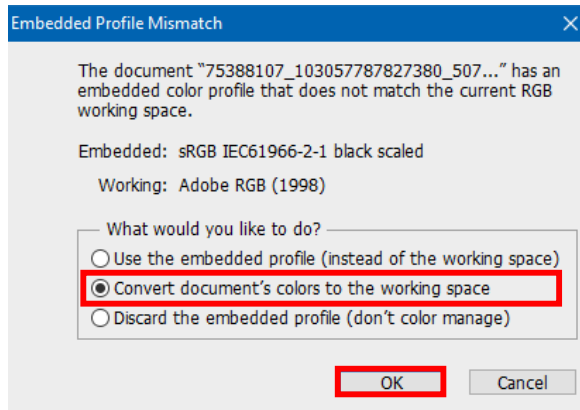 Embedded Profile Mismatch
The document “75388107_103057787827380_507...” has an
embedded color profile that does not match the current RGB
working space.
Embedded: sRGB IEC61966-2-1 black scaled
Working: Adobe RGB (1998)
What would you like to do?
Use the embedded profile (instead of the working space)
Convert document’s colors to the working space
Discard the embedded profile (don’t color manage)
OK Cancel